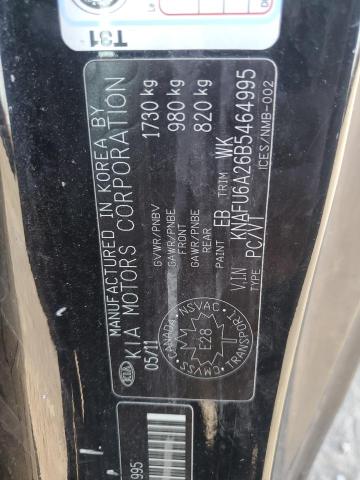 MANUFACTURED IN KOREA BY
KIA KIA MOTORS CORPORATION
05/11
GVWR/PNBV 1730 kg
GAWR/PNBE FRONT 980 kg
GAWR/PNBE REAR 820 kg
PAINT EB TRIM WK
V.I.N KNAFU6A26B5464995
TYPE PC/VT
ICES/NMB-002
CANADA NSVAC TRANSPORT CMVSS
E28
T31
995